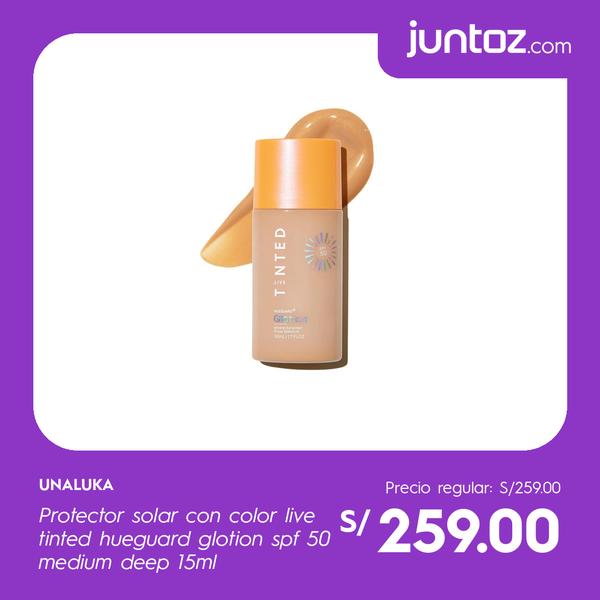 juntoz.com
LIVE
TINTED
UNALUKA
Precio regular: S/259.00
Protector solar con color live
tinted hueguard glotion spf 50
medium deep 15ml
S/ 259.00